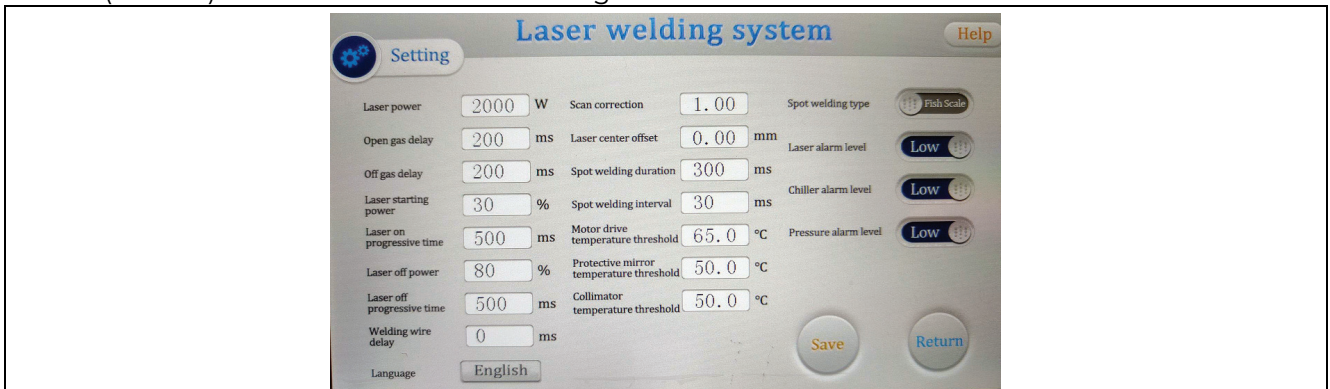 Laser welding system
Help
Setting
Laser power 2000 W
Open gas delay 200 ms
Off gas delay 200 ms
Laser starting
power 30 %
Laser on
progressive time 500 ms
Laser off power 80 %
Laser off
progressive time 500 ms
Welding wire
delay 0 ms
Language English
Scan correction 1.00
Laser center offset 0.00 mm
Spot welding duration 300 ms
Spot welding interval 30 ms
Motor drive
temperature threshold 65.0 °C
Protective mirror
temperature threshold 50.0 °C
Collimator
temperature threshold 50.0 °C
Spot welding type Fish Scale
Laser alarm level Low
Chiller alarm level Low
Pressure alarm level Low
Save
Return